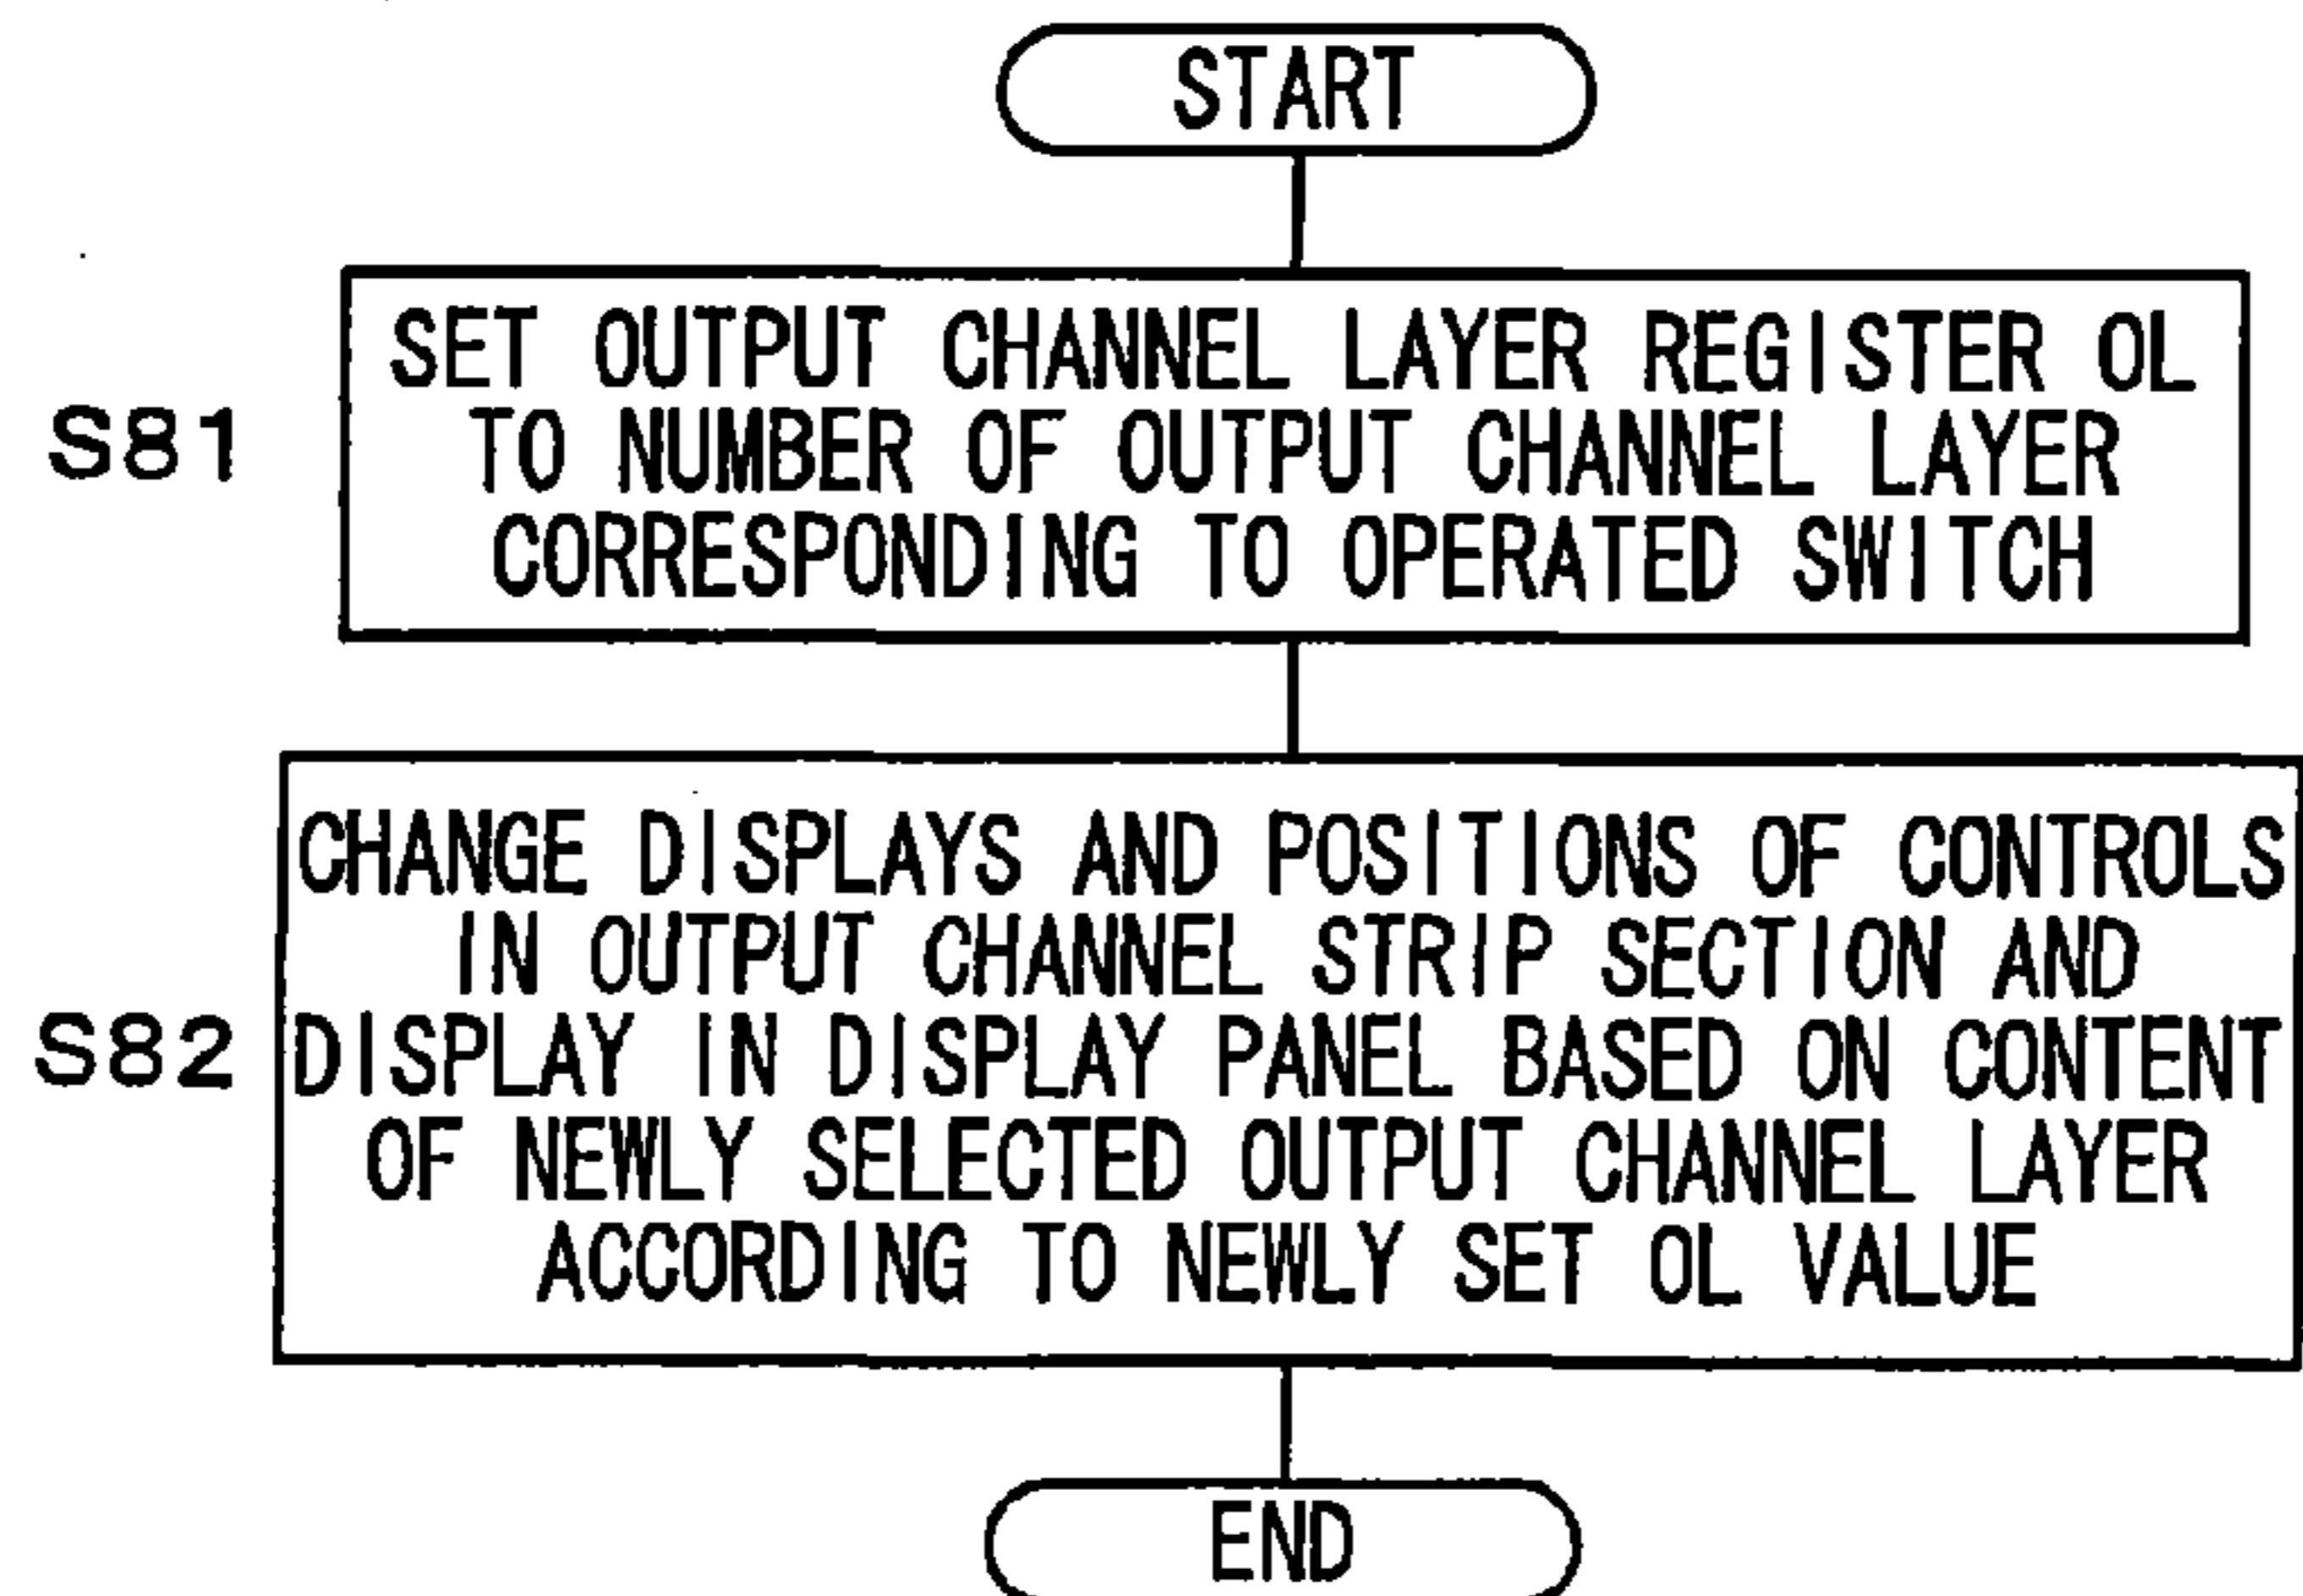 START
S81
SET OUTPUT CHANNEL LAYER REGISTER OL
TO NUMBER OF OUTPUT CHANNEL LAYER
CORRESPONDING TO OPERATED SWITCH
S82
CHANGE DISPLAYS AND POSITIONS OF CONTROLS
IN OUTPUT CHANNEL STRIP SECTION AND
DISPLAY IN DISPLAY PANEL BASED ON CONTENT
OF NEWLY SELECTED OUTPUT CHANNEL LAYER
ACCORDING TO NEWLY SET OL VALUE
END